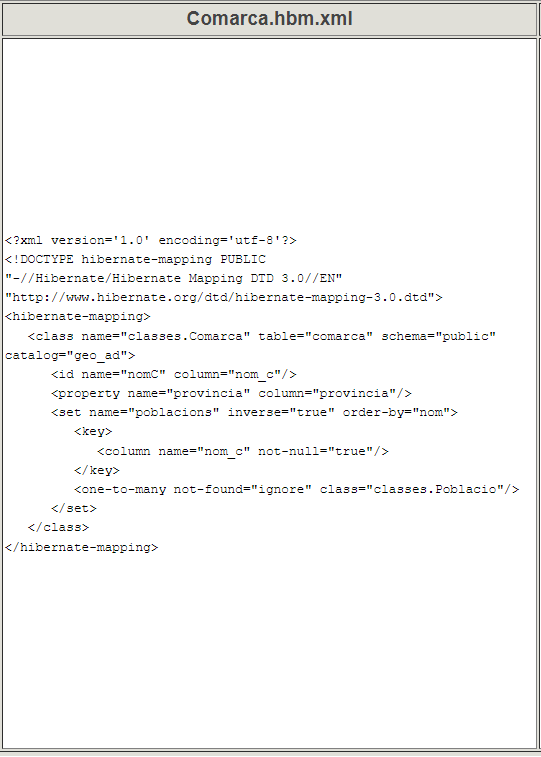 Comarca.hbm.xml
<?xml version='1.0' encoding='utf-8'?>
<!DOCTYPE hibernate-mapping PUBLIC
"-//Hibernate/Hibernate Mapping DTD 3.0//EN"
"http://www.hibernate.org/dtd/hibernate-mapping-3.0.dtd">
<hibernate-mapping>
   <class name="classes.Comarca" table="comarca" schema="public"
catalog="geo_ad">
      <id name="nomC" column="nom_c"/>
      <property name="provincia" column="provincia"/>
      <set name="poblacions" inverse="true" order-by="nom">
         <key>
            <column name="nom_c" not-null="true"/>
         </key>
         <one-to-many not-found="ignore" class="classes.Poblacio"/>
      </set>
   </class>
</hibernate-mapping>